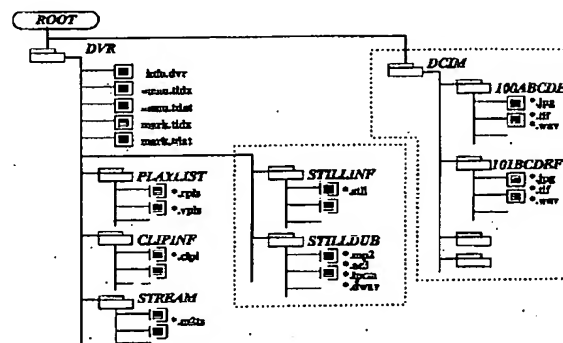 ROOT
DVR
info.dvr
menu.tidx
menu.tdat
mark.tidx
mark.tdat
PLAYLIST
*.rpls
*.vpls
CLIPINF
*.clpi
STREAM
*.m2ts
STILLINF
*.stli
STILLDUB
*.mp2
*.ac3
*.lpcm
*.dwav
DCIM
100ABCDE
*.jpg
*.tif
*.wav
101BCDEF
*.jpg
*.tif
*.wav